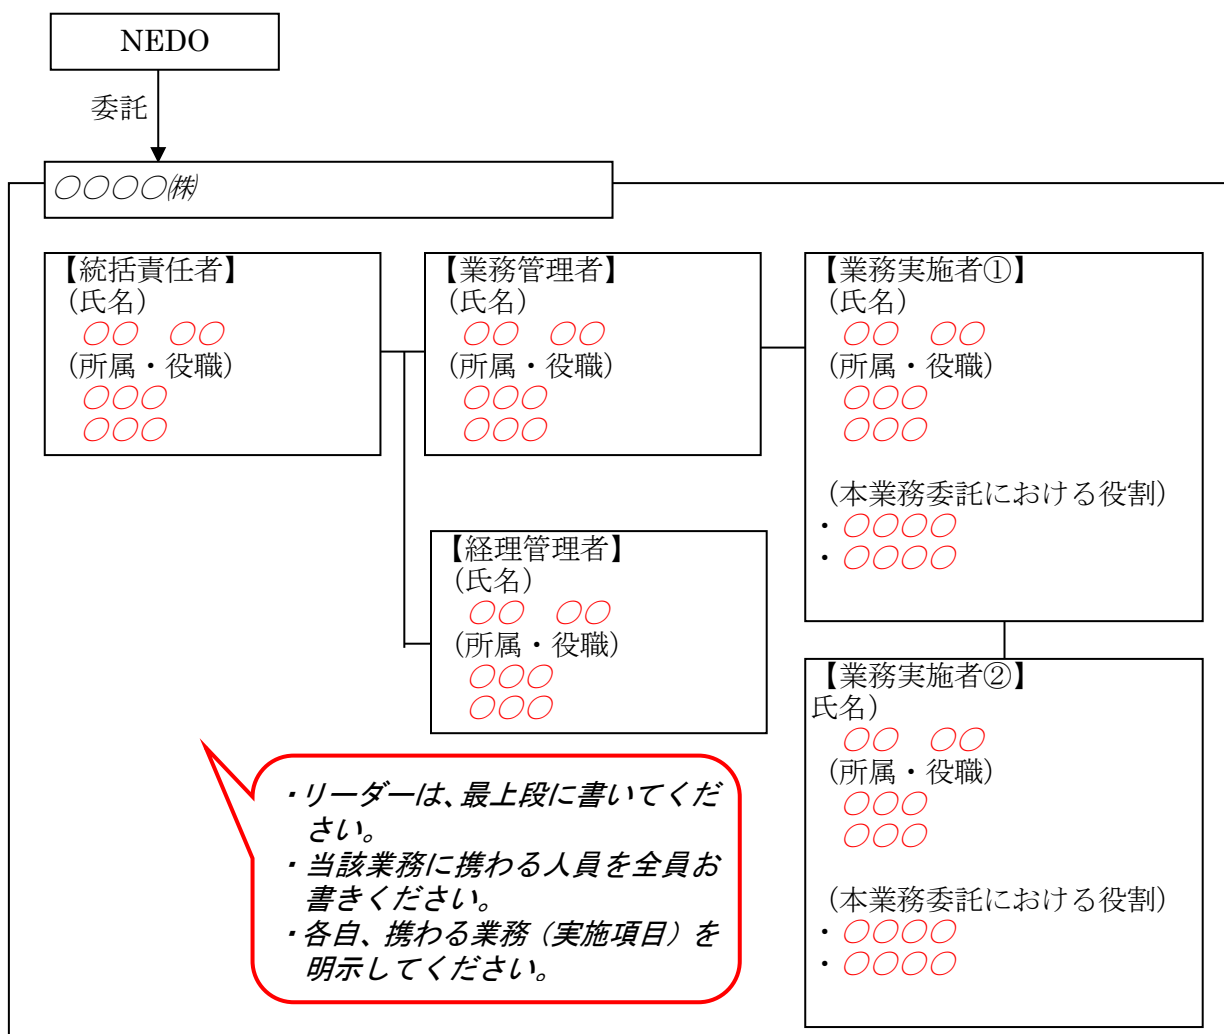 NEDO
委託
○○○○㈱
【統括責任者】
(氏名)
○○　○○
(所属・役職)
○○○
○○○
【業務管理者】
(氏名)
○○　○○
(所属・役職)
○○○
○○○
【業務実施者①】
(氏名)
○○　○○
(所属・役職)
○○○
○○○
(本業務委託における役割)
・○○○○
・○○○○
【経理管理者】
(氏名)
○○　○○
(所属・役職)
○○○
○○○
【業務実施者②】
氏名)
○○　○○
(所属・役職)
○○○
○○○
(本業務委託における役割)
・○○○○
・○○○○
・リーダーは、最上段に書いてくだ
さい。
・当該業務に携わる人員を全員お
書きください。
・各自、携わる業務（実施項目）を
明示してください。